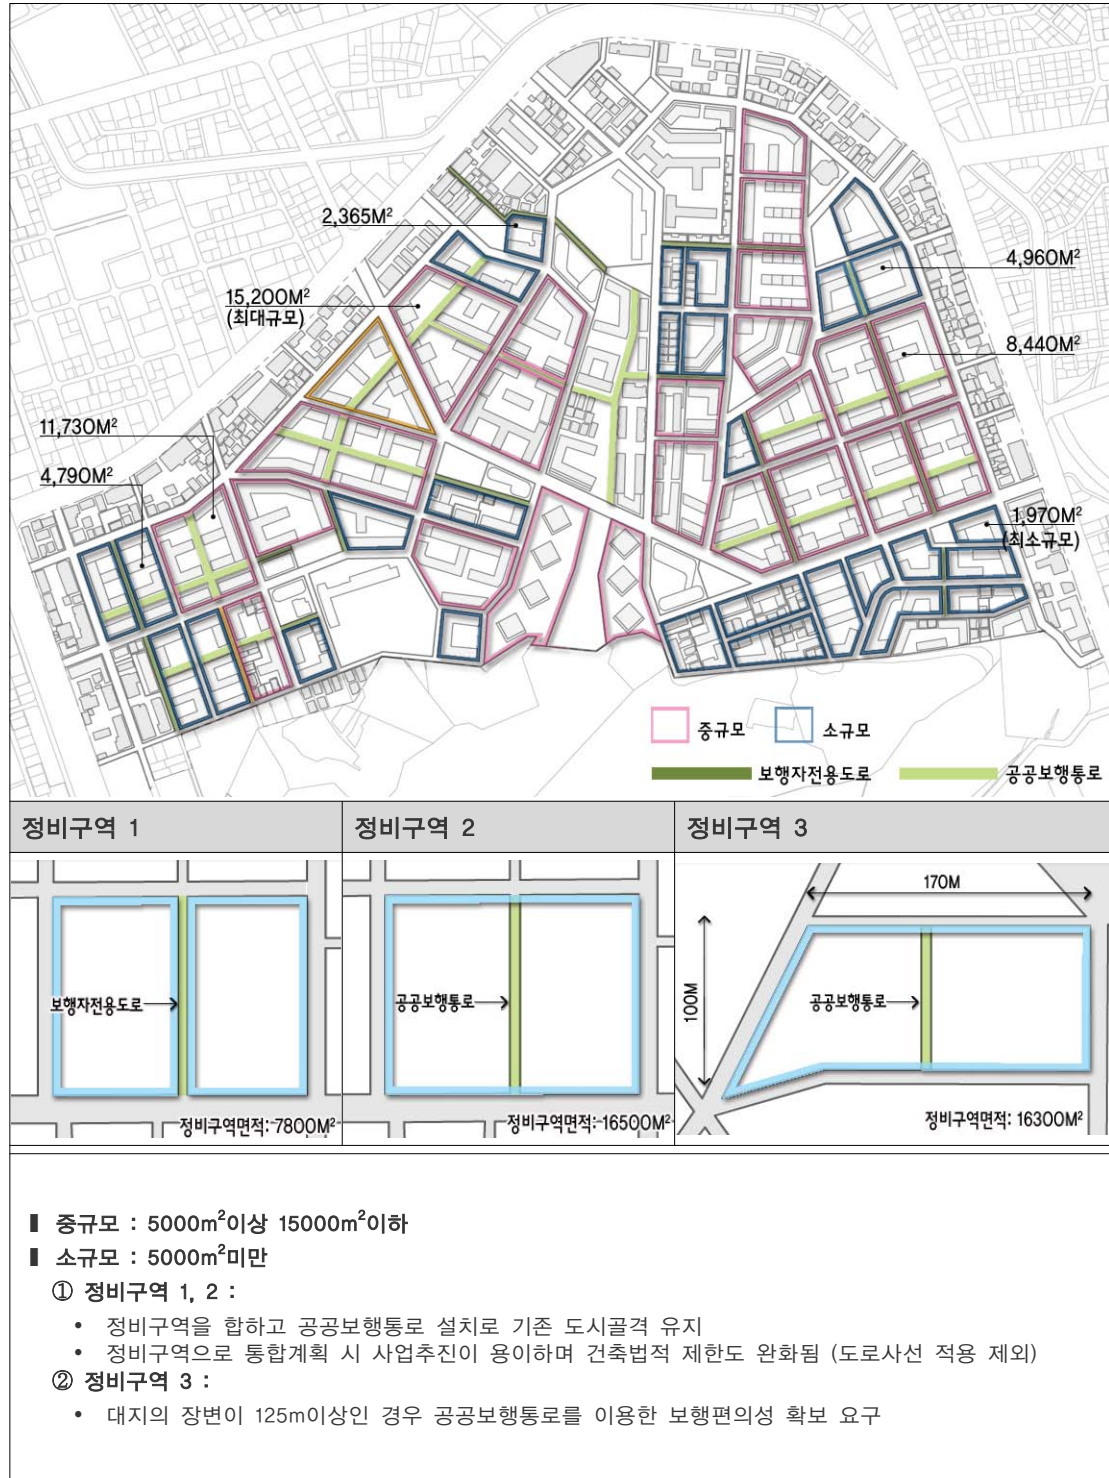 2,365M²
15,200M²
(최대규모)
4,960M²
8,440M²
11,730M²
4,790M²
1,970M²
(최소규모)
중규모
소규모
보행자전용도로
공공보행통로
정비구역 1
정비구역 2
정비구역 3
보행자전용도로
정비구역면적: 7800M²
공공보행통로
정비구역면적: 16500M²
170M
100M
공공보행통로
정비구역면적: 16300M²
▌ 중규모 : 5000m²이상 15000m²이하
▌ 소규모 : 5000m²미만
① 정비구역 1, 2 :
• 정비구역을 합하고 공공보행통로 설치로 기존 도시골격 유지
• 정비구역으로 통합계획 시 사업추진이 용이하며 건축법적 제한도 완화됨 (도로사선 적용 제외)
② 정비구역 3 :
• 대지의 장변이 125m이상인 경우 공공보행통로를 이용한 보행편의성 확보 요구